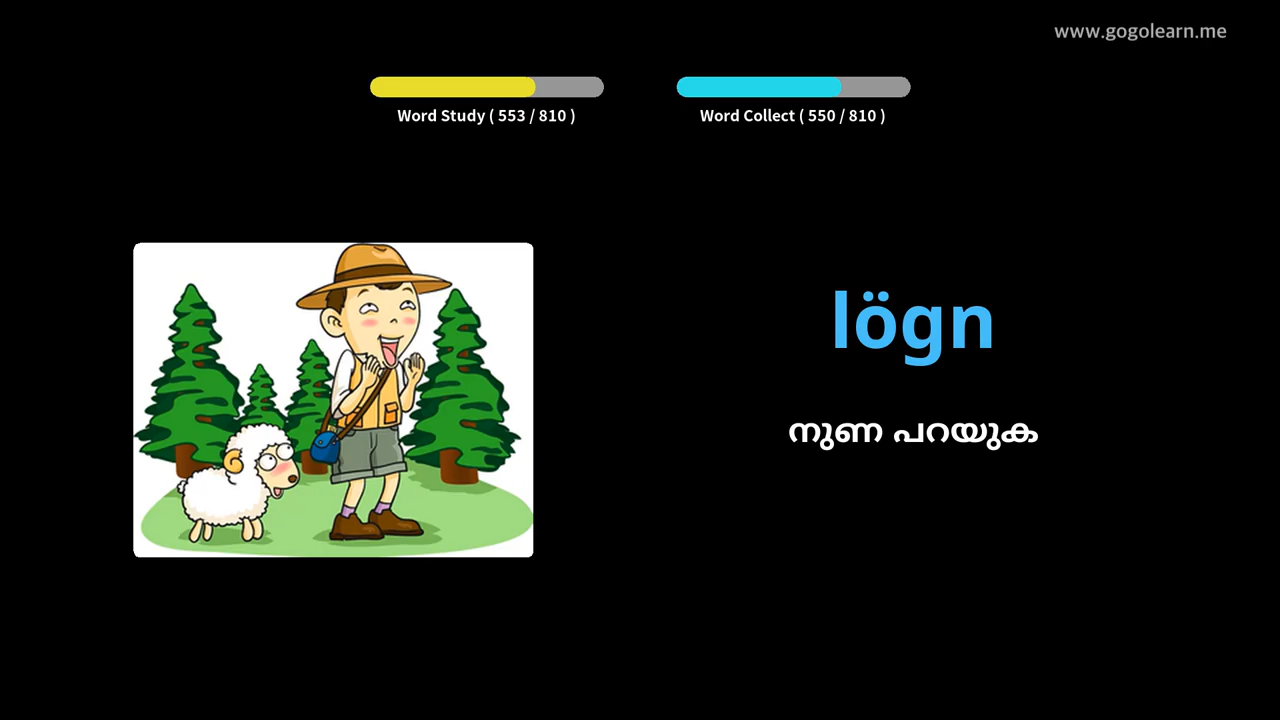 www.gogolearn.me
Word Study ( 553 / 810 )
Word Collect ( 550 / 810 )
lögn
നുണ പറയുക